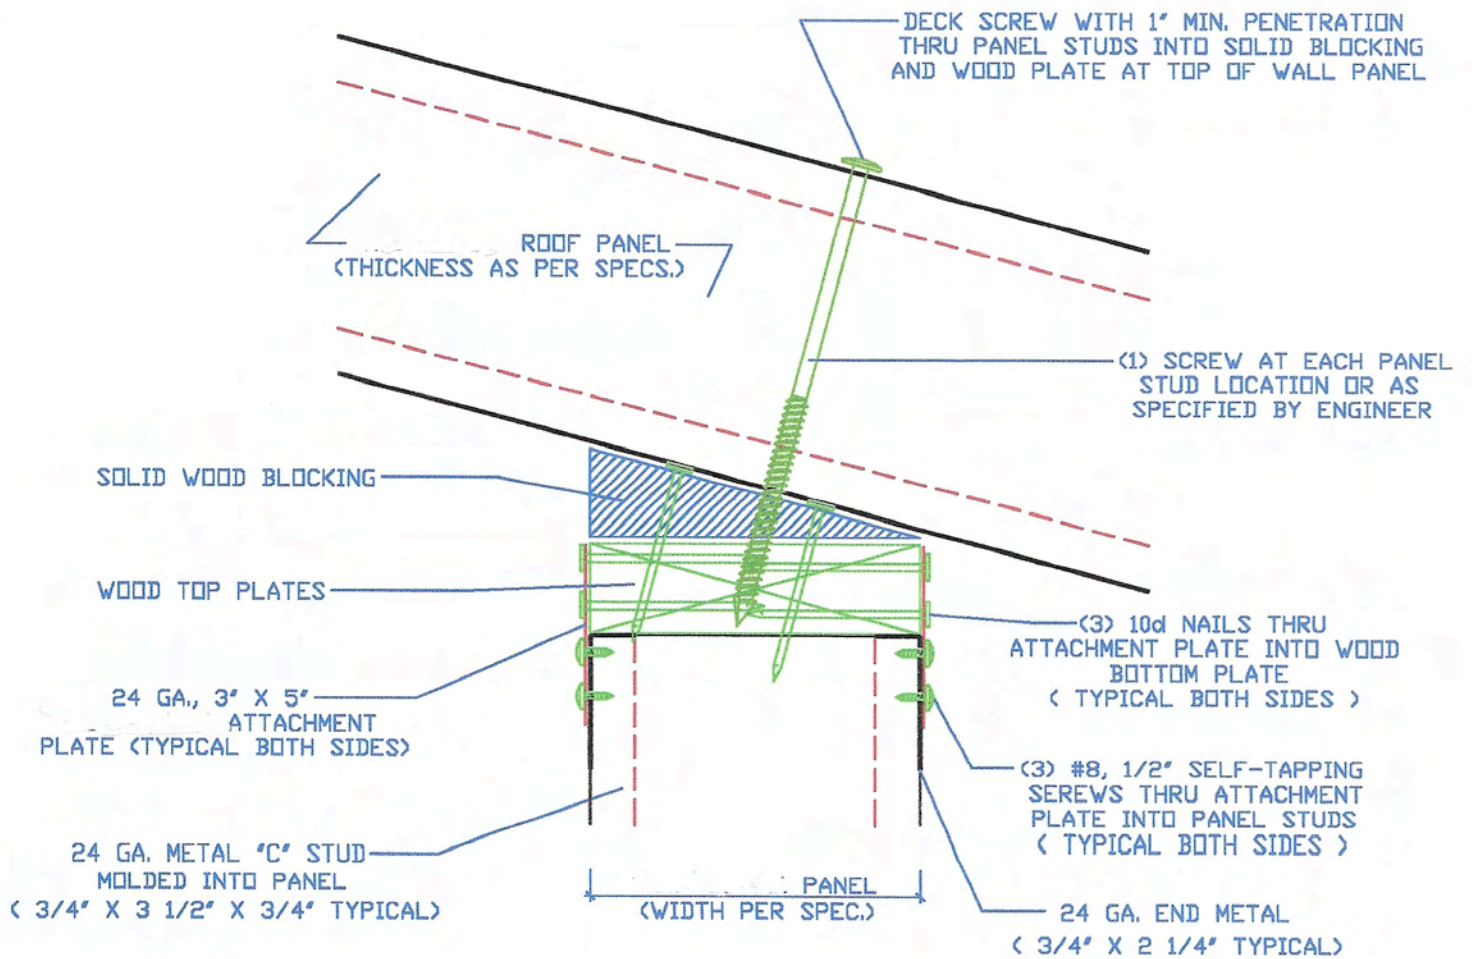 DECK SCREW WITH 1" MIN. PENETRATION
THRU PANEL STUDS INTO SOLID BLOCKING
AND WOOD PLATE AT TOP OF WALL PANEL
ROOF PANEL
(THICKNESS AS PER SPECS.)
(1) SCREW AT EACH PANEL
STUD LOCATION OR AS
SPECIFIED BY ENGINEER
SOLID WOOD BLOCKING
WOOD TOP PLATES
(3) 10d NAILS THRU
ATTACHMENT PLATE INTO WOOD
BOTTOM PLATE
( TYPICAL BOTH SIDES )
24 GA., 3" X 5"
ATTACHMENT
PLATE (TYPICAL BOTH SIDES)
(3) #8, 1/2" SELF-TAPPING
SEREWS THRU ATTACHMENT
PLATE INTO PANEL STUDS
( TYPICAL BOTH SIDES )
24 GA. METAL "C" STUD
MOLDED INTO PANEL
( 3/4" X 3 1/2" X 3/4" TYPICAL)
PANEL
(WIDTH PER SPEC.)
24 GA. END METAL
( 3/4" X 2 1/4" TYPICAL)